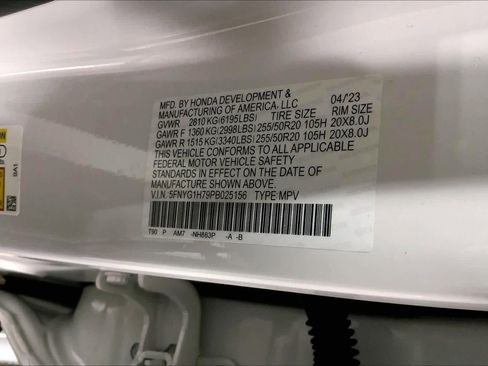 MFD. BY HONDA DEVELOPMENT & 04/'23
MANUFACTURING OF AMERICA, LLC
GVWR 2810 KG(6195LBS) TIRE SIZE RIM SIZE
GAWR F 1360 KG(2998LBS) 255/50R20 105H 20X8.0J
GAWR R 1515 KG(3340LBS) 255/50R20 105H 20X8.0J
THIS VEHICLE CONFORMS TO ALL APPLICABLE
FEDERAL MOTOR VEHICLE SAFETY
STANDARDS IN EFFECT ON THE DATE OF
MANUFACTURE SHOWN ABOVE.
V.I.N. 5FNYG1H79PB025156 TYPE:MPV
T90 P AM7 -NH883P -A -B
BA1